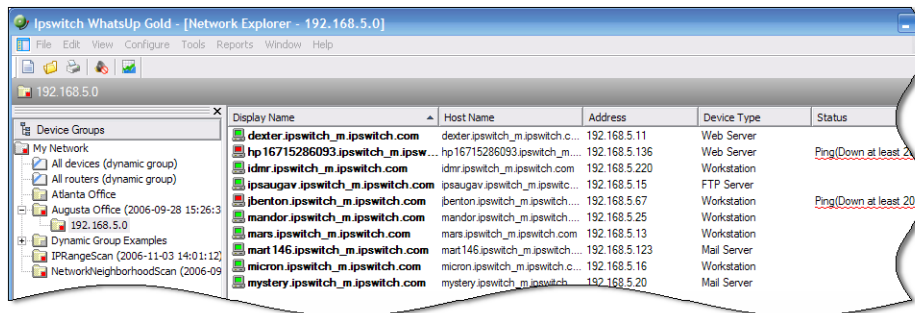 Ipswitch WhatsUp Gold - [Network Explorer - 192.168.5.0]
File Edit View Configure Tools Reports Window Help
192.168.5.0
Device Groups
My Network
All devices (dynamic group)
All routers (dynamic group)
Atlanta Office
Augusta Office (2006-09-28 15:26:3
192.168.5.0
Dynamic Group Examples
IPRangeScan (2006-11-03 14:01:12)
NetworkNeighborhoodScan (2006-09
Display Name Host Name Address Device Type Status
dexter.ipswitch_m.ipswitch.com dexter.ipswitch_m.ipswitch.c... 192.168.5.11 Web Server
hp16715286093.ipswitch_m.ipsw... hp16715286093.ipswitch_m.... 192.168.5.136 Web Server Ping(Down at least 20
idmr.ipswitch_m.ipswitch.com idmr.ipswitch_m.ipswitch.com 192.168.5.220 Workstation
ipsaugav.ipswitch_m.ipswitch.com ipsaugav.ipswitch_m.ipswitc... 192.168.5.15 FTP Server
jbenton.ipswitch_m.ipswitch.com jbenton.ipswitch_m.ipswitch.... 192.168.5.67 Workstation Ping(Down at least 20
mandor.ipswitch_m.ipswitch.com mandor.ipswitch_m.ipswitch.... 192.168.5.25 Workstation
mars.ipswitch_m.ipswitch.com mars.ipswitch_m.ipswitch.com 192.168.5.13 Workstation
mart146.ipswitch_m.ipswitch.com mart146.ipswitch_m.ipswitch.... 192.168.5.123 Mail Server
micron.ipswitch_m.ipswitch.com micron.ipswitch_m.ipswitch.c... 192.168.5.16 Workstation
mystery.ipswitch_m.ipswitch.com mystery.ipswitch_m.ipswitch 192.168.5.20 Mail Server